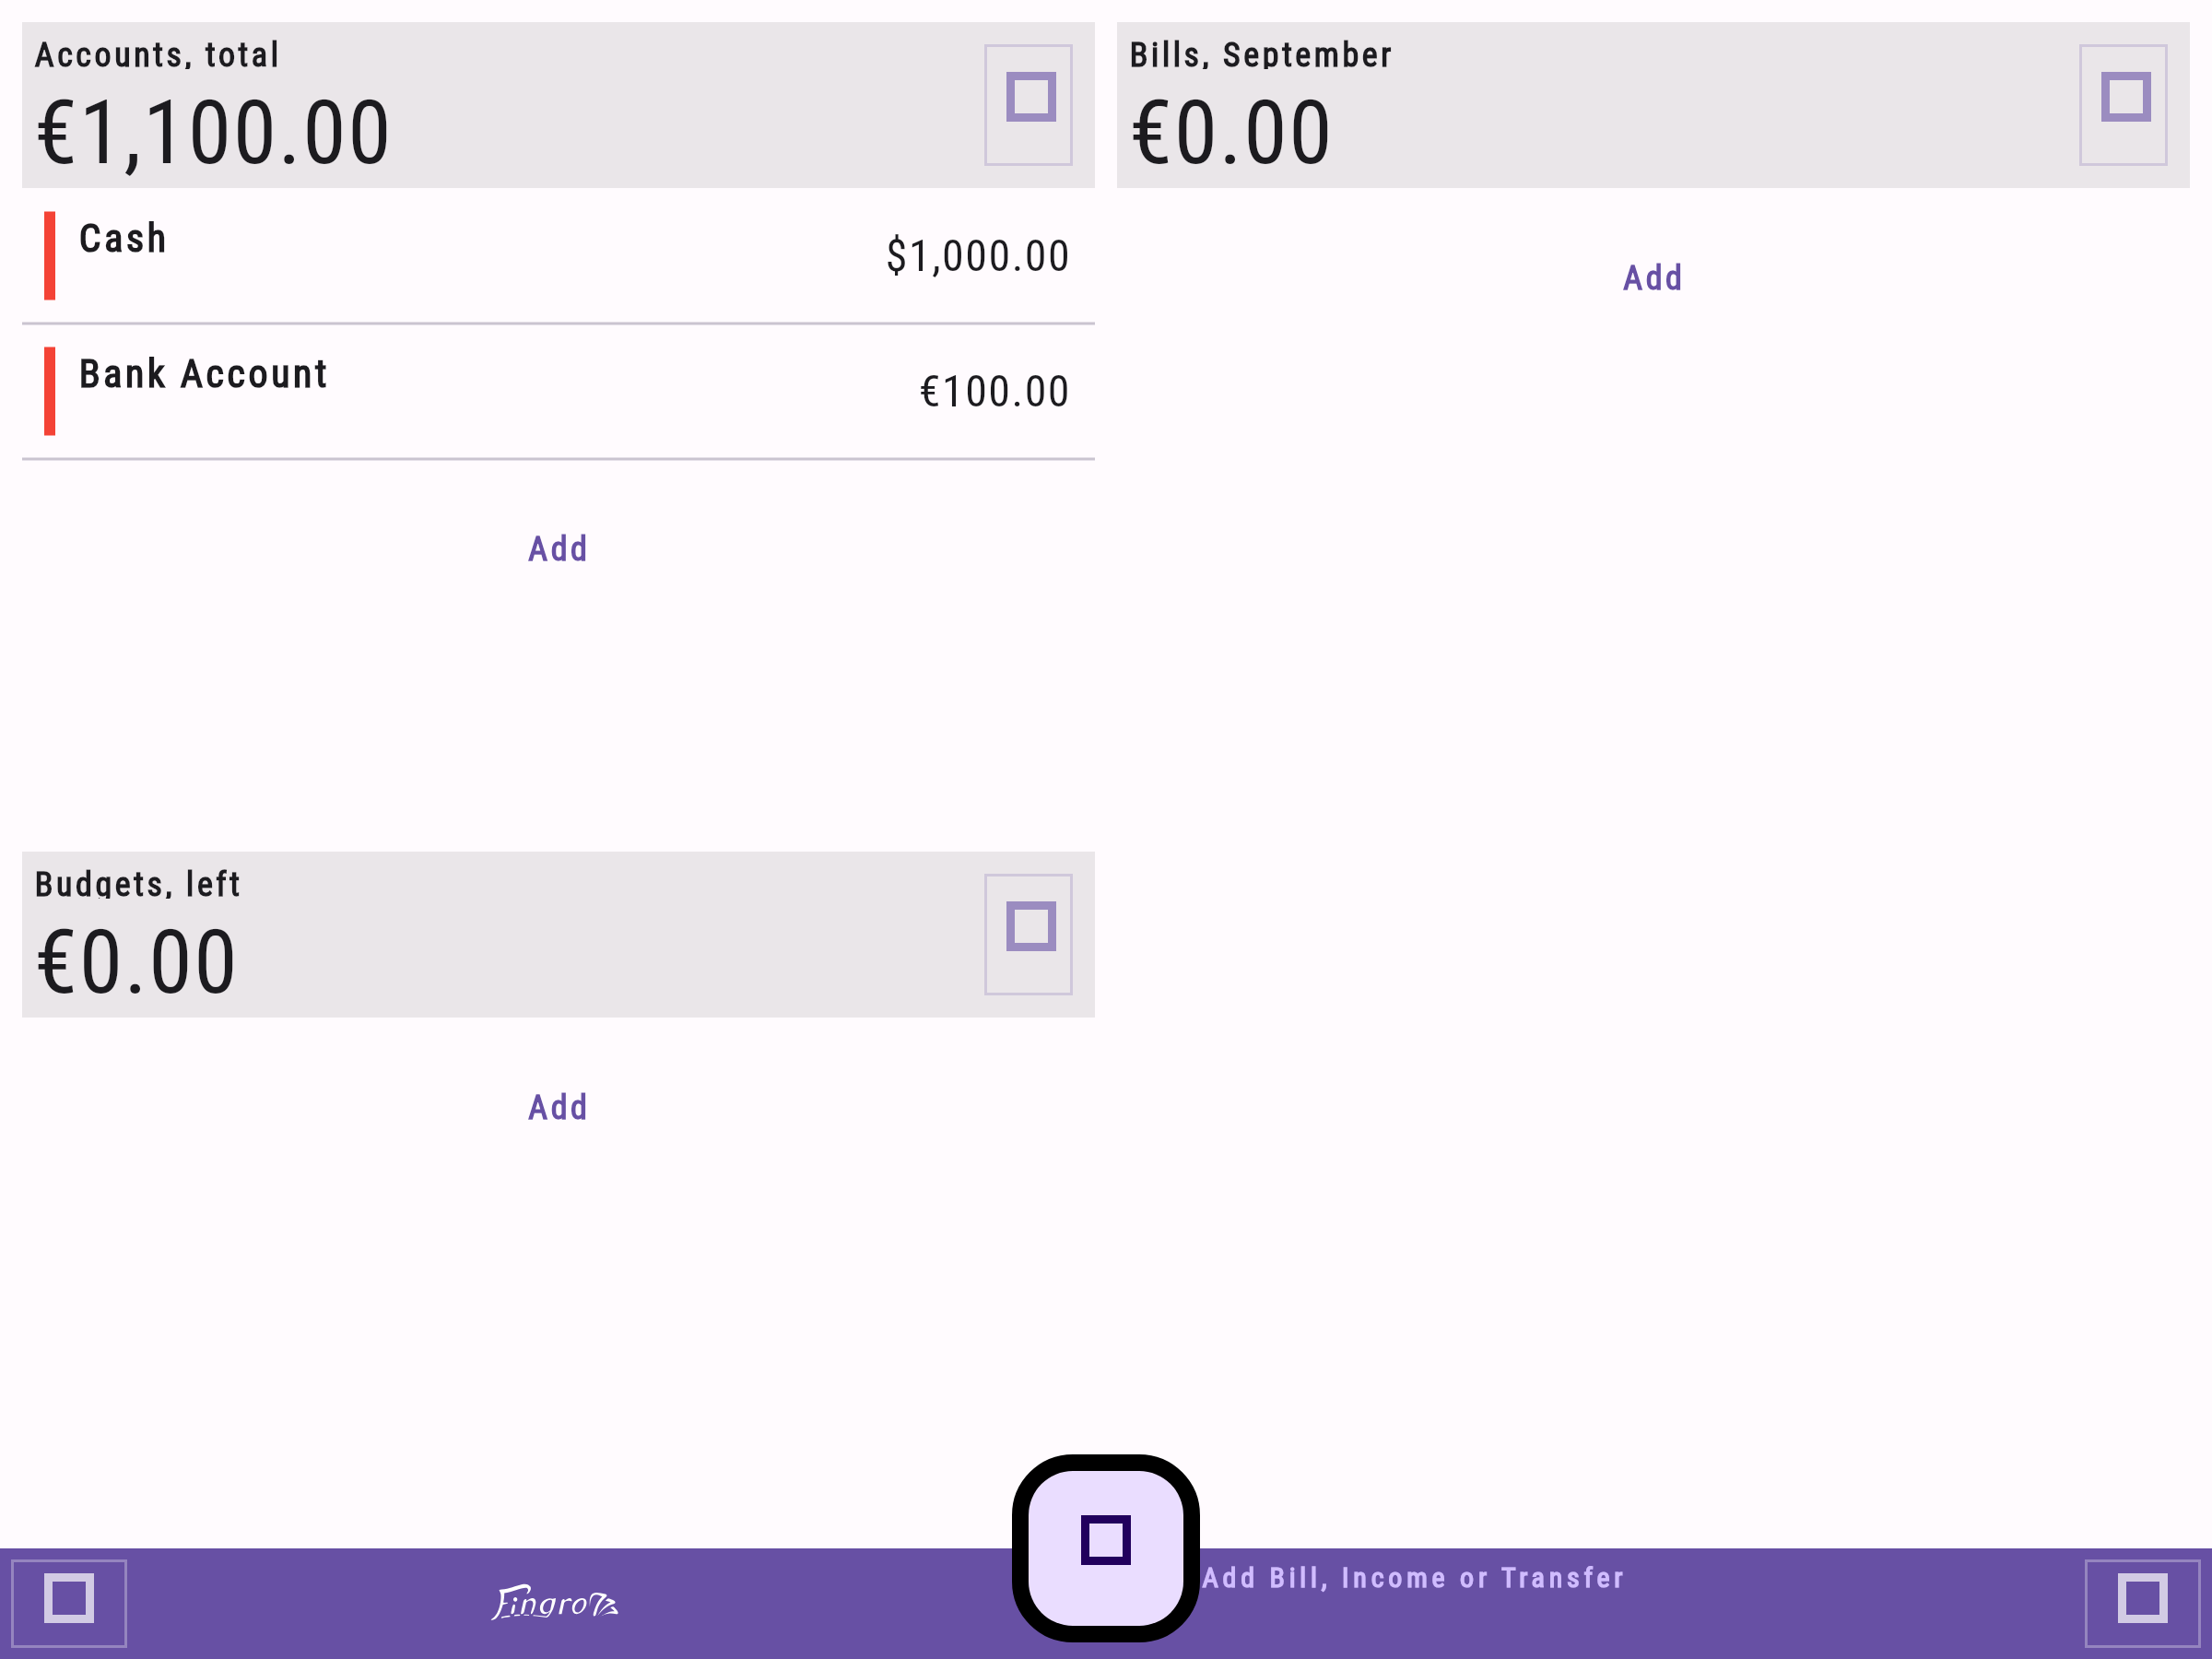 Accounts, total
€1,100.00
Cash
$1,000.00
Bank Account
€100.00
Add
Bills, September
€0.00
Add
Budgets, left
€0.00
Add
Add Bill, Income or Transfer